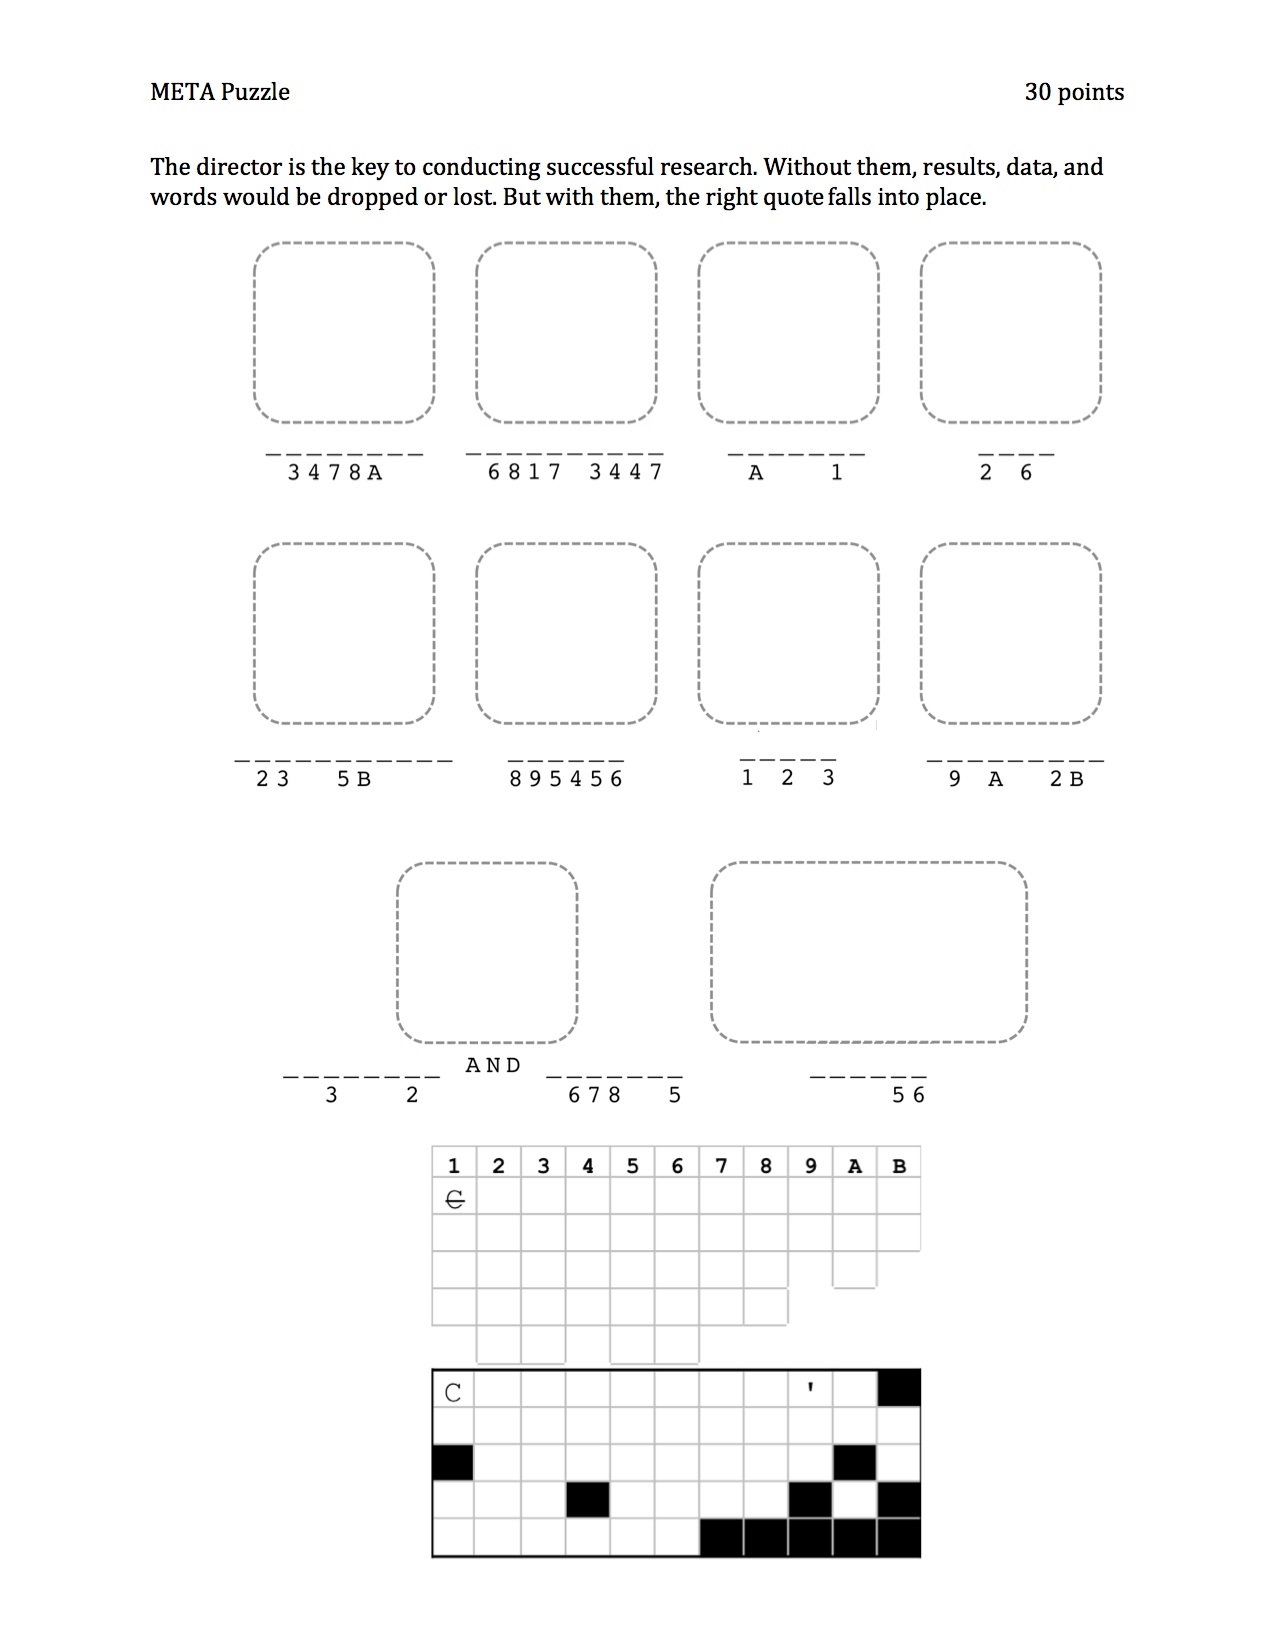 META Puzzle 30 points
The director is the key to conducting successful research. Without them, results, data, and
words would be dropped or lost. But with them, the right quote falls into place.
_ _ _ _ _ _ _ _ _ _ _ _ _ _ _ _ _ _ _ _ _ _ _ _ _ _ _ _ _
3 4 7 8 A 6 8 1 7 3 4 4 7 A 1 2 6
_ _ _ _ _ _ _ _ _ _ _ _ _ _ _ _ _ _ _ _ _ _ _ _ _ _ _ _ _ _ _
2 3 5 B 8 9 5 4 5 6 1 2 3 9 A 2 B
_ _ _ _ _ _ _ _ A N D _ _ _ _ _ _ _ _ _ _ _ _ _
3 2 6 7 8 5 5 6
1 2 3 4 5 6 7 8 9 A B
C
C '